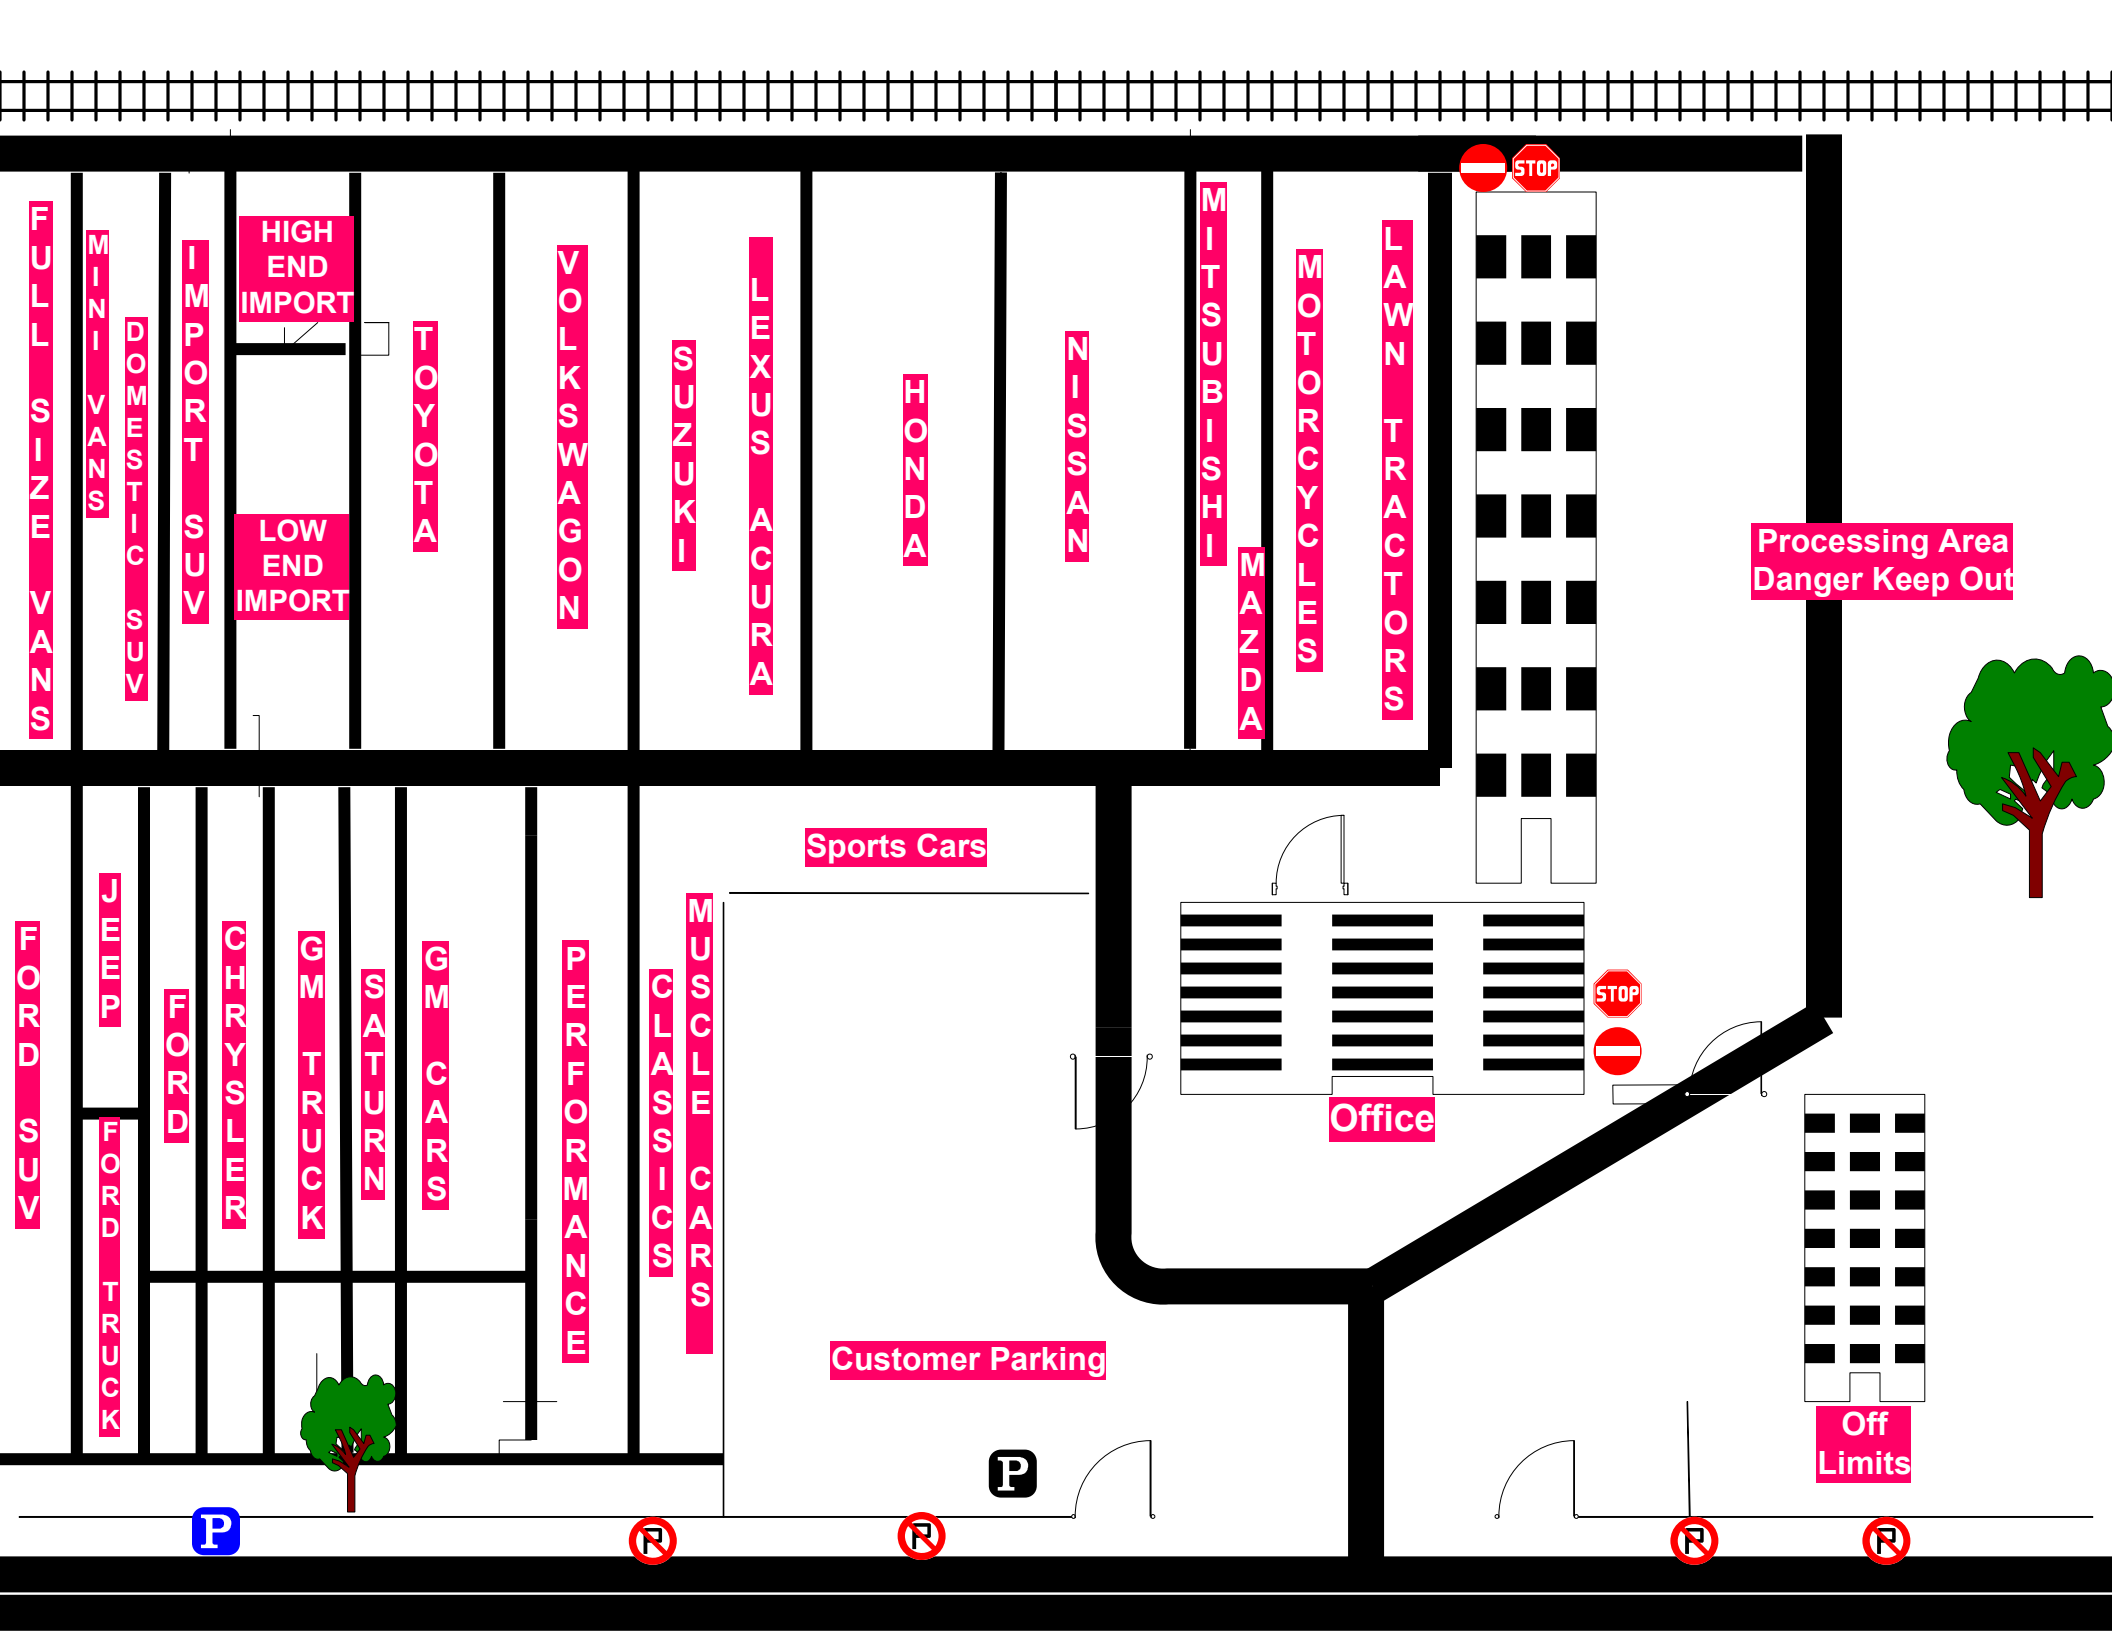 STOP
FULL SIZE VANS
MINI VANS
DOMESTIC SUV
IMPORT SUV
HIGH
END
IMPORT
LOW
END
IMPORT
TOYOTA
VOLKSWAGON
SUZUKI
LEXUS ACURA
HONDA
NISSAN
MITSUBISHI
MAZDA
MOTORCYCLES
LAWN TRACTORS
Processing Area
Danger Keep Out
Sports Cars
FORD SUV
JEEP
FORD TRUCK
FORD
CHRYSLER
GM TRUCK
SATURN
GM CARS
PERFORMANCE
CLASSICS
MUSCLE CARS
STOP
Office
Customer Parking
Off
Limits
P
P
P
P
P
P